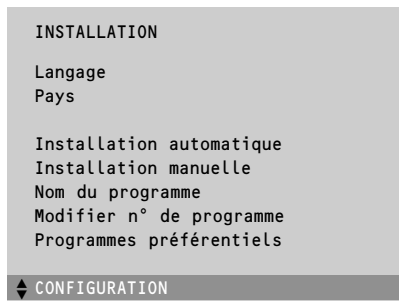 INSTALLATION
Langage
Pays
Installation automatique
Installation manuelle
Nom du programme
Modifier n° de programme
Programmes préférentiels
CONFIGURATION